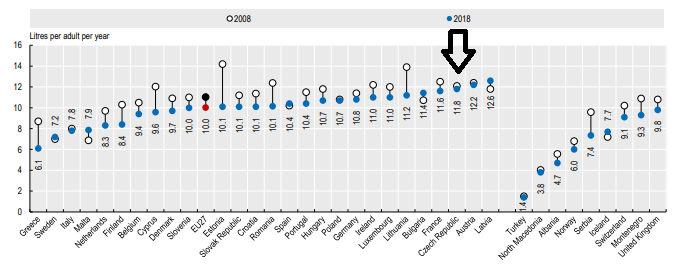 2008 2018
Litres per adult per year
16
14
12
10
8
6
4
2
0
6.1 7.2 7.8 7.9 8.3 8.4 9.4 9.6 9.7 10.0 10.0 10.1 10.1 10.1 10.1 10.4 10.4 10.7 10.7 10.8 11.0 11.0 11.2 11.4 11.6 11.8 12.2 12.6 1.4 3.8 4.7 6.0 7.4 7.7 9.1 9.3 9.8
Greece
Sweden
Italy
Malta
Netherlands
Finland
Belgium
Cyprus
Denmark
Slovenia
EU27
Estonia
Slovak Republic
Croatia
Romania
Spain
Portugal
Hungary
Poland
Germany
Ireland
Luxembourg
Lithuania
Bulgaria
France
Czech Republic
Austria
Latvia
Turkey
North Macedonia
Albania
Norway
Serbia
Iceland
Switzerland
Montenegro
United Kingdom